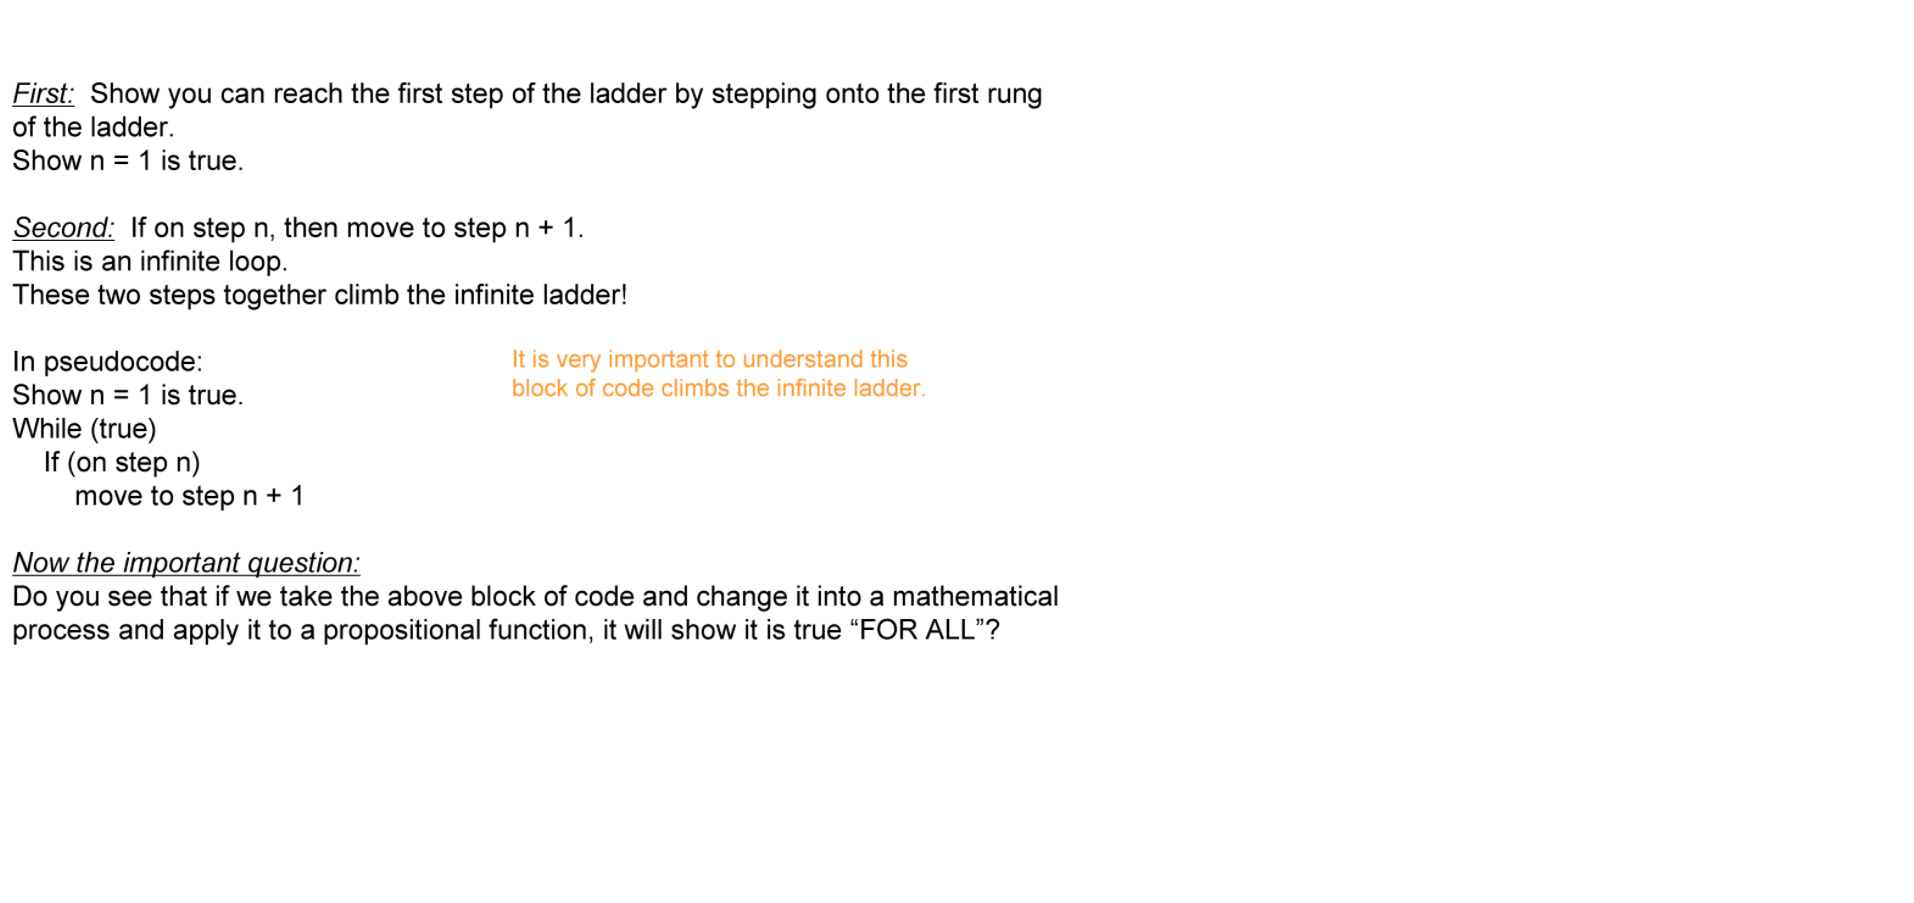 First:  Show you can reach the first step of the ladder by stepping onto the first rung
of the ladder.
Show n = 1 is true.
Second:  If on step n, then move to step n + 1.
This is an infinite loop.
These two steps together climb the infinite ladder!
In pseudocode:
Show n = 1 is true.
While (true)
If (on step n)
move to step n + 1
It is very important to understand this
block of code climbs the infinite ladder.
Now the important question:
Do you see that if we take the above block of code and change it into a mathematical
process and apply it to a propositional function, it will show it is true “FOR ALL”?